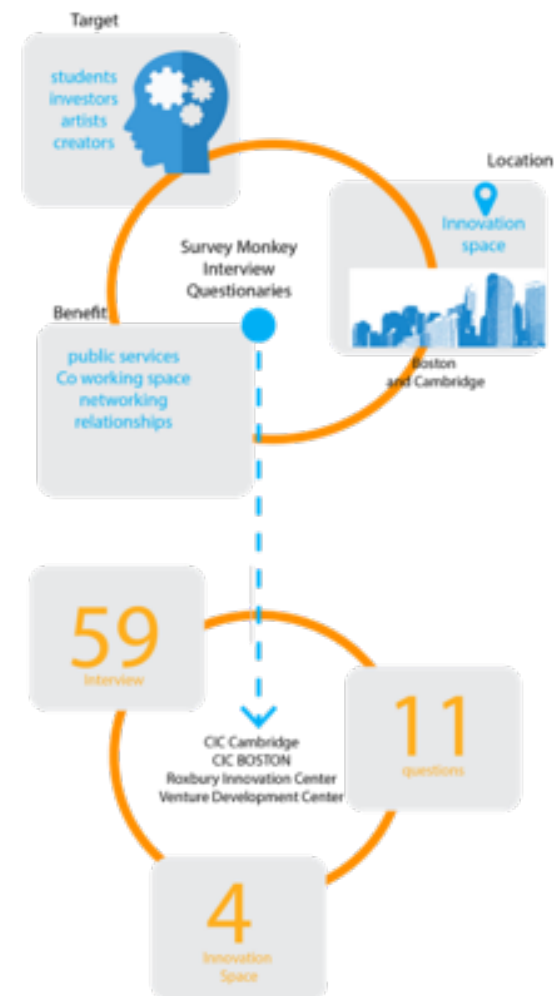 Target
students
investors
artists
creators
Location
Innovation
space
Survey Monkey
Interview
Questionaries
Benefit
public services
Co working space
networking
relationships
Boston
and Cambridge
59
Interview
11
questions
CIC Cambridge
CIC BOSTON
Roxbury Innovation Center
Venture Development Center
4
Innovation
Space